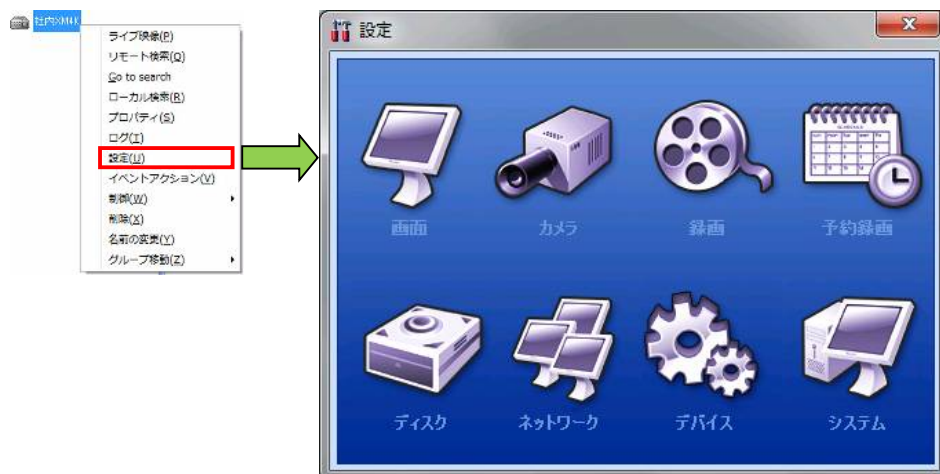 社内XM4K
ライブ映像(P)
リモート検索(Q)
Go to search
ローカル検索(R)
プロパティ(S)
ログ(T)
設定(U)
イベントアクション(V)
制御(W)
削除(X)
名前の変更(Y)
グループ移動(Z)
設定
画面
カメラ
録画
予約録画
ディスク
ネットワーク
デバイス
システム